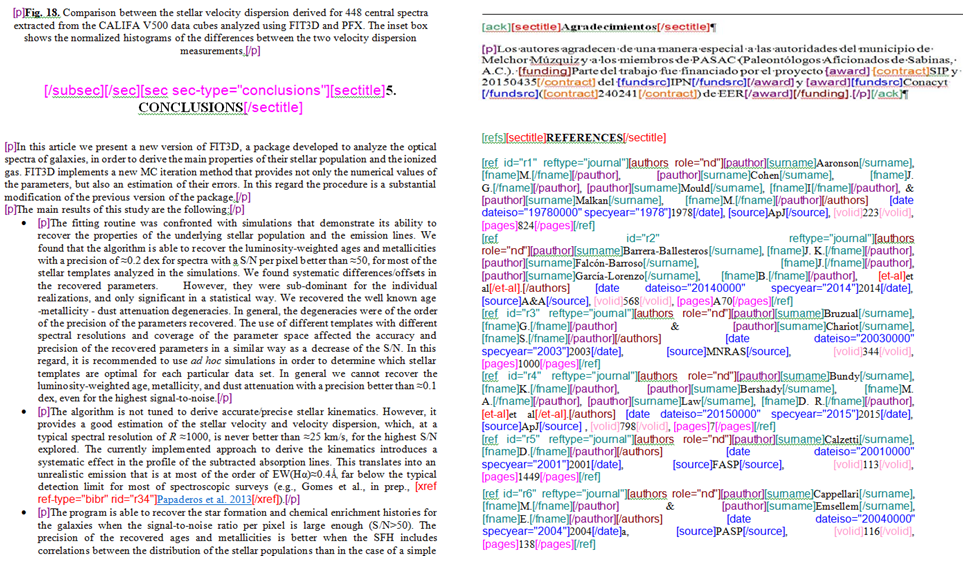 [p]Fig. 18. Comparison between the stellar velocity dispersion derived for 448 central spectra
extracted from the CALIFA V500 data cubes analyzed using FIT3D and PFX. The inset box
shows the normalized histograms of the differences between the two velocity dispersion
measurements.[/p]
[/subsec][/sec][sec sec-type="conclusions"][sectitle]5.
CONCLUSIONS[/sectitle]
[p]In this article we present a new version of FIT3D, a package developed to analyze the optical
spectra of galaxies, in order to derive the main properties of their stellar population and the ionized
gas. FIT3D implements a new MC iteration method that provides not only the numerical values of
the parameters, but also an estimation of their errors. In this regard the procedure is a substantial
modification of the previous version of the package.[/p]
[p]The main results of this study are the following:[/p]
• [p]The fitting routine was confronted with simulations that demonstrate its ability to
recover the properties of the underlying stellar population and the emission lines. We
found that the algorithm is able to recover the luminosity-weighted ages and metallicities
with a precision of ≈0.2 dex for spectra with a S/N per pixel better than ≈50, for most of the
stellar templates analyzed in the simulations. We found systematic differences/offsets in
the recovered parameters. However, they were sub-dominant for the individual
realizations, and only significant in a statistical way. We recovered the well known age
-metallicity - dust attenuation degeneracies. In general, the degeneracies were of the order
of the precision of the parameters recovered. The use of different templates with different
spectral resolutions and coverage of the parameter space affected the accuracy and
precision of the recovered parameters in a similar way as a decrease of the S/N. In this
regard, it is recommended to use ad hoc simulations in order to determine which stellar
templates are optimal for each particular data set. In general we cannot recover the
luminosity-weighted age, metallicity, and dust attenuation with a precision better than ≈0.1
dex, even for the highest signal-to-noise.[/p]
• [p]The algorithm is not tuned to derive accurate/precise stellar kinematics. However, it
provides a good estimation of the stellar velocity and velocity dispersion, which, at a
typical spectral resolution of R ≈1000, is never better than ≈25 km/s, for the highest S/N
explored. The currently implemented approach to derive the kinematics introduces a
systematic effect in the profile of the subtracted absorption lines. This translates into an
unrealistic emission that is at most of the order of EW(Hα)≈0.4Å, far below the typical
detection limit for most of spectroscopic surveys (e.g., Gomes et al., in prep., [xref
ref-type="bibr" rid="r34"]Papaderos et al. 2013[/xref]).[/p]
• [p]The program is able to recover the star formation and chemical enrichment histories for
the galaxies when the signal-to-noise ratio per pixel is large enough (S/N>50). The
precision of the recovered ages and metallicities is better when the SFH includes
correlations between the distribution of the stellar populations than in the case of a simple
[ack][sectitle]Agradecimientos[/sectitle]¶
[p]Los·autores·agradecen·de·una·manera·especial·a·las·autoridades·del·municipio·de·
Melchor·Múzquiz·y·a·los·miembros·de·PASAC·(Paleontólogos·Aficionados·de·Sabinas,·
A.C.).·[funding]Parte·del·trabajo·fue·financiado·por·el·proyecto·[award]·[contract]SIP·y·
20150435[/contract]·del·[fundsrc]IPN[/fundsrc][/award]·y·[award][fundsrc]Conacyt
[/fundsrc]([contract]240241[/contract])·de·EER[/award][/funding].[/p][/ack]¶
[refs][sectitle]REFERENCES[/sectitle]
[ref id="r1" reftype="journal"][authors role="nd"][pauthor][surname]Aaronson[/surname],
[fname]M.[/fname][/pauthor], [pauthor][surname]Cohen[/surname], [fname]J.
G.[/fname][/pauthor], [pauthor][surname]Mould[/surname], [fname]I[/fname][/pauthor], &
[pauthor][surname]Malkan[/surname], [fname]M.[/fname][/pauthor][/authors] [date
dateiso="19780000" specyear="1978"]1978[/date], [source]ApJ[/source], [volid]223[/volid],
[pages]824[/pages][/ref]
[ref id="r2" reftype="journal"][authors
role="nd"][pauthor][surname]Barrera-Ballesteros[/surname], [fname]J. K.[/fname][/pauthor],
[pauthor][surname]Falcón-Barroso[/surname], [fname]J.[/fname][/pauthor],
[pauthor][surname]García-Lorenzo[/surname], [fname]B.[/fname][/pauthor], [et-al]et
al[/et-al].[/authors] [date dateiso="20140000" specyear="2014"]2014[/date],
[source]A&A[/source], [volid]568[/volid], [pages]A70[/pages][/ref]
[ref id="r3" reftype="journal"][authors role="nd"][pauthor][surname]Bruzual[/surname],
[fname]G.[/fname][/pauthor] & [pauthor][surname]Charlot[/surname],
[fname]S.[/fname][/pauthor][/authors] [date dateiso="20030000"
specyear="2003"]2003[/date], [source]MNRAS[/source], [volid]344[/volid],
[pages]1000[/pages][/ref]
[ref id="r4" reftype="journal"][authors role="nd"][pauthor][surname]Bundy[/surname],
[fname]K.[/fname][/pauthor], [pauthor][surname]Bershady[/surname], [fname]M.
A.[/fname][/pauthor], [pauthor][surname]Law[/surname], [fname]D. R.[/fname][/pauthor],
[et-al]et al[/et-al].[/authors] [date dateiso="20150000" specyear="2015"]2015[/date],
[source]ApJ[/source] , [volid]798[/volid], [pages]7[/pages][/ref]
[ref id="r5" reftype="journal"][authors role="nd"][pauthor][surname]Calzetti[/surname],
[fname]D.[/fname][/pauthor][/authors] [date dateiso="20010000"
specyear="2001"]2001[/date], [source]PASP[/source], [volid]113[/volid],
[pages]1449[/pages][/ref]
[ref id="r6" reftype="journal"][authors role="nd"][pauthor][surname]Cappellari[/surname],
[fname]M.[/fname][/pauthor] & [pauthor][surname]Emsellem[/surname],
[fname]E.[/fname][/pauthor][/authors] [date dateiso="20040000"
specyear="2004"]2004[/date]a, [source]PASP[/source], [volid]116[/volid],
[pages]138[/pages][/ref]